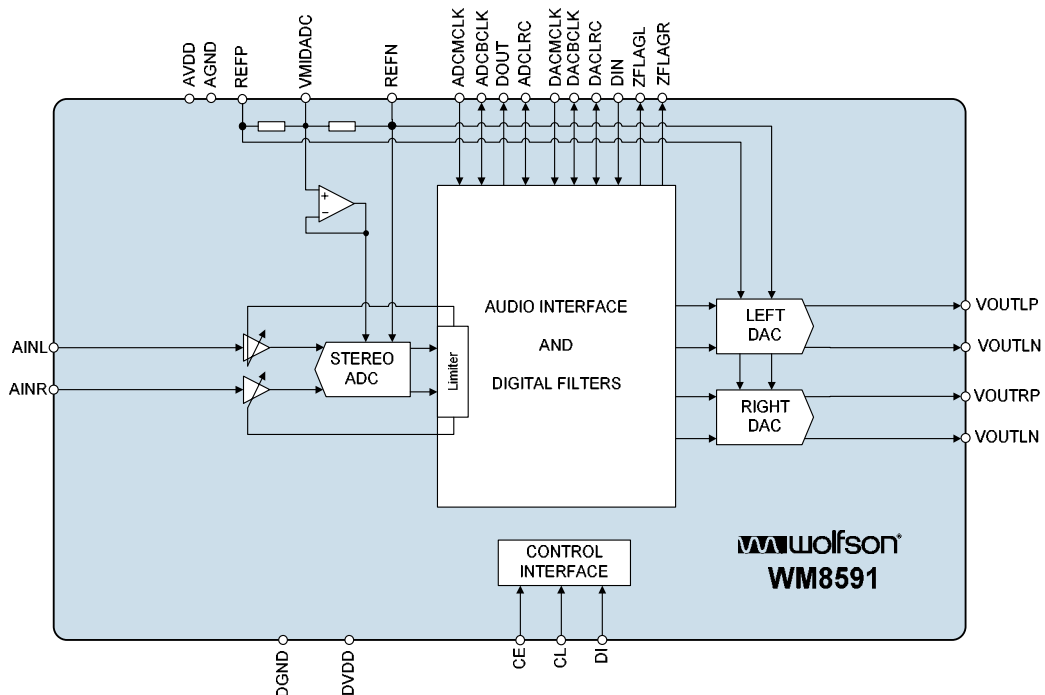 AVDD
AGND
REFP
VMIDADC
REFN
ADCMCLK
ADCBCLK
DOUT
ADCLRC
DACMCLK
DACBCLK
DACLRC
DIN
ZFLAGL
ZFLAGR
+
−
AINL
AINR
STEREO
ADC
Limiter
AUDIO INTERFACE
AND
DIGITAL FILTERS
LEFT
DAC
RIGHT
DAC
VOUTLP
VOUTLN
VOUTRP
VOUTLN
CONTROL
INTERFACE
wolfson®
WM8591
DGND
DVDD
CE
CL
DI